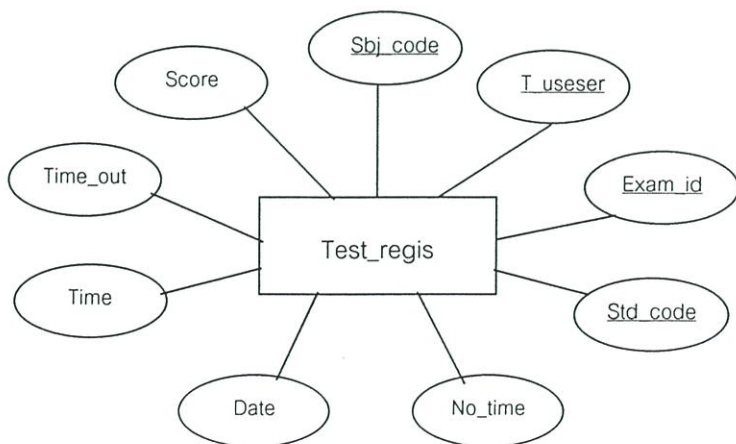 Sbj_code
Score
T_useser
Time_out
Exam_id
Test_regis
Time
Std_code
Date
No_time